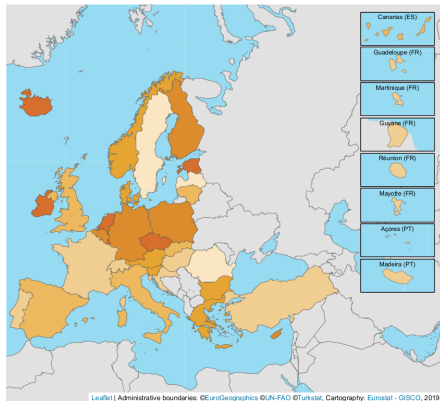 Canarias (ES)
Guadeloupe (FR)
Martinique (FR)
Guyane (FR)
Réunion (FR)
Mayotte (FR)
Açores (PT)
Madeira (PT)
Leaflet | Administrative boundaries: ©EuroGeographics ©UN-FAO ©Turkstat, Cartography: Eurostat - GISCO, 2019